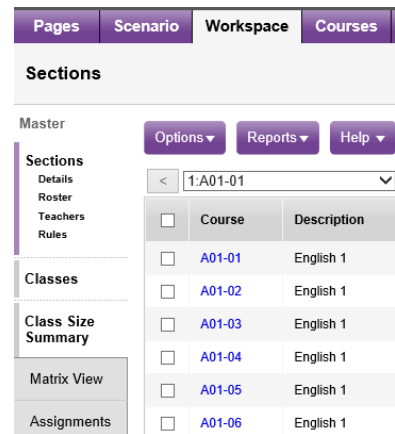 Pages Scenario Workspace Courses
Sections
Master
Options▾ Reports▾ Help ▾
Sections
Details
Roster
Teachers
Rules
< 1:A01-01
Course Description
A01-01 English 1
A01-02 English 1
A01-03 English 1
A01-04 English 1
A01-05 English 1
A01-06 English 1
Classes
Class Size
Summary
Matrix View
Assignments